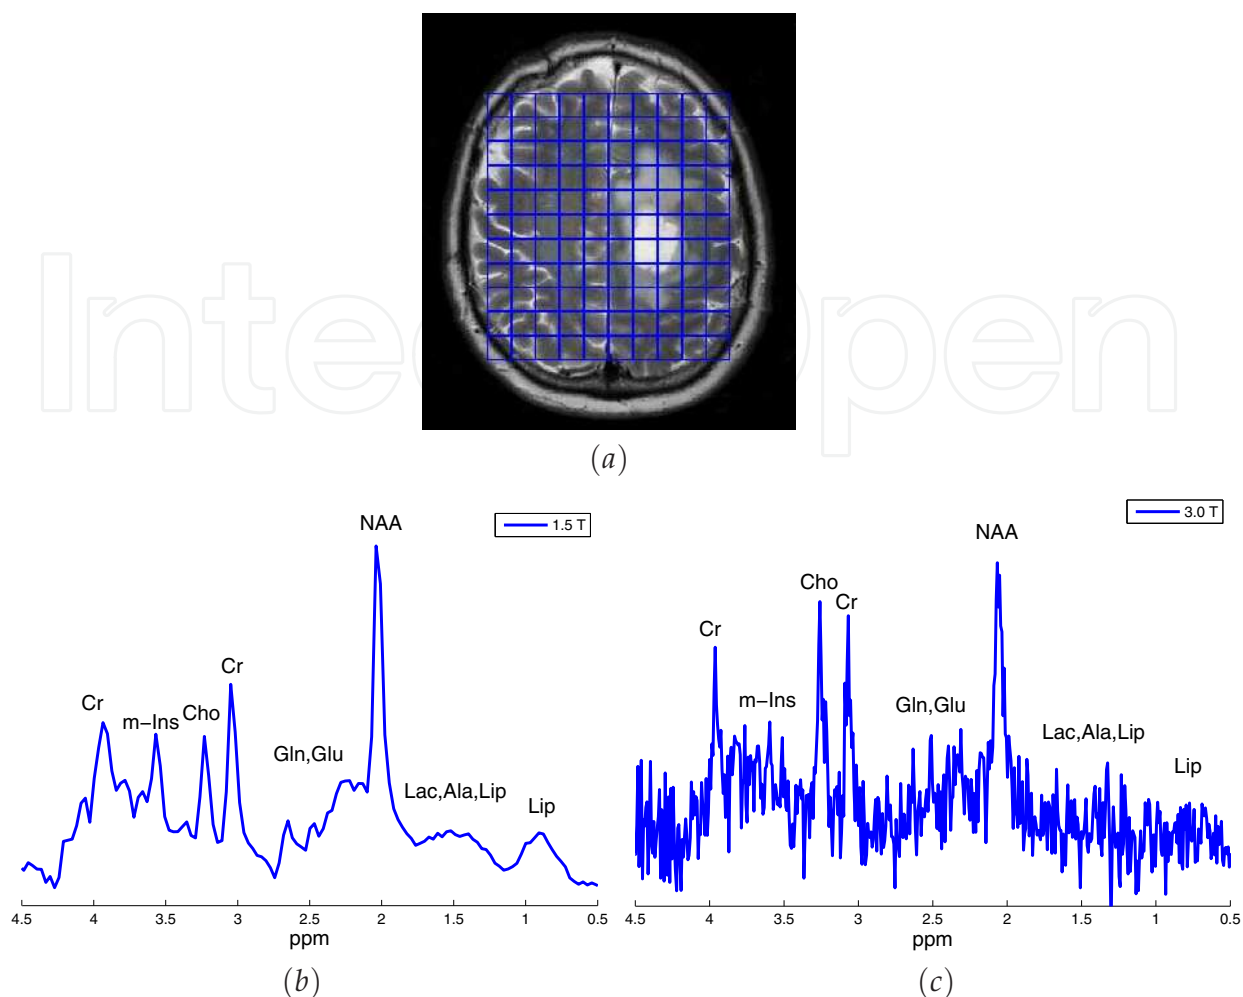 IntechOpen
(a)
NAA
1.5 T
Cr
m−Ins
Cho
Cr
Gln,Glu
Lac,Ala,Lip
Lip
4.5 4 3.5 3 2.5 2 1.5 1 0.5
ppm
(b)
NAA
3.0 T
Cho
Cr
Cr
m−Ins
Gln,Glu
Lac,Ala,Lip
Lip
4.5 4 3.5 3 2.5 2 1.5 1 0.5
ppm
(c)